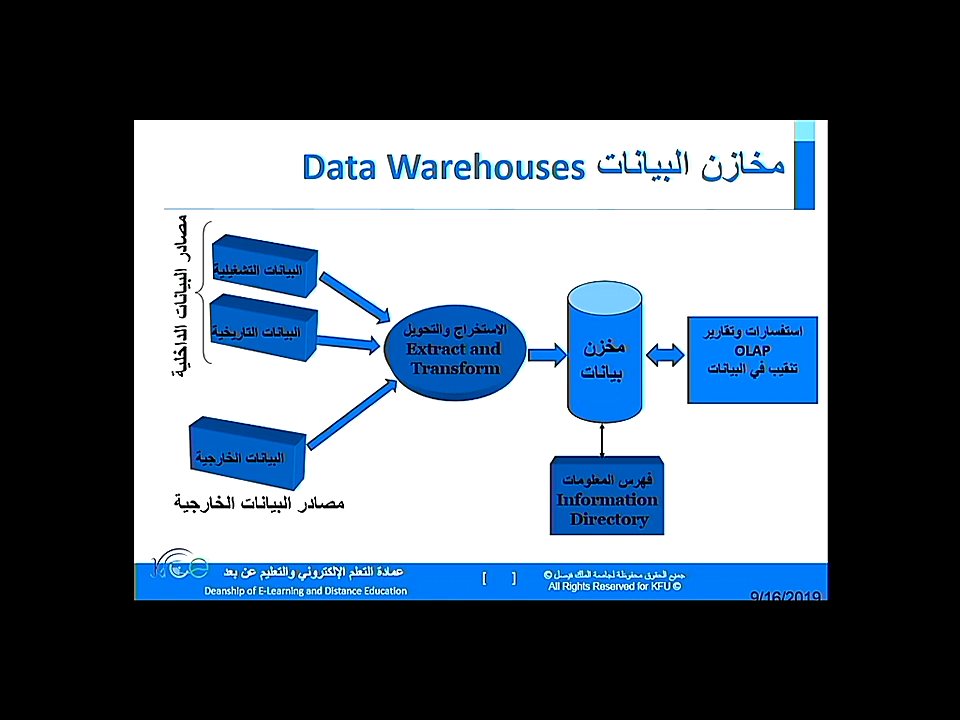 مخازن البيانات Data Warehouses
مصادر البيانات الداخلية
البيانات التشغيلية
البيانات التاريخية
البيانات الخارجية
مصادر البيانات الخارجية
الاستخراج والتحويل
Extract and
Transform
مخزن
بيانات
استفسارات وتقارير
OLAP
تنقيب في البيانات
فهرس المعلومات
Information
Directory
عمادة التعلم الإلكتروني والتعليم عن بعد
Deanship of E-Learning and Distance Education
[ ]
جميع الحقوق محفوظة لجامعة الملك فيصل ©
All Rights Reserved for KFU ©
9/16/2019